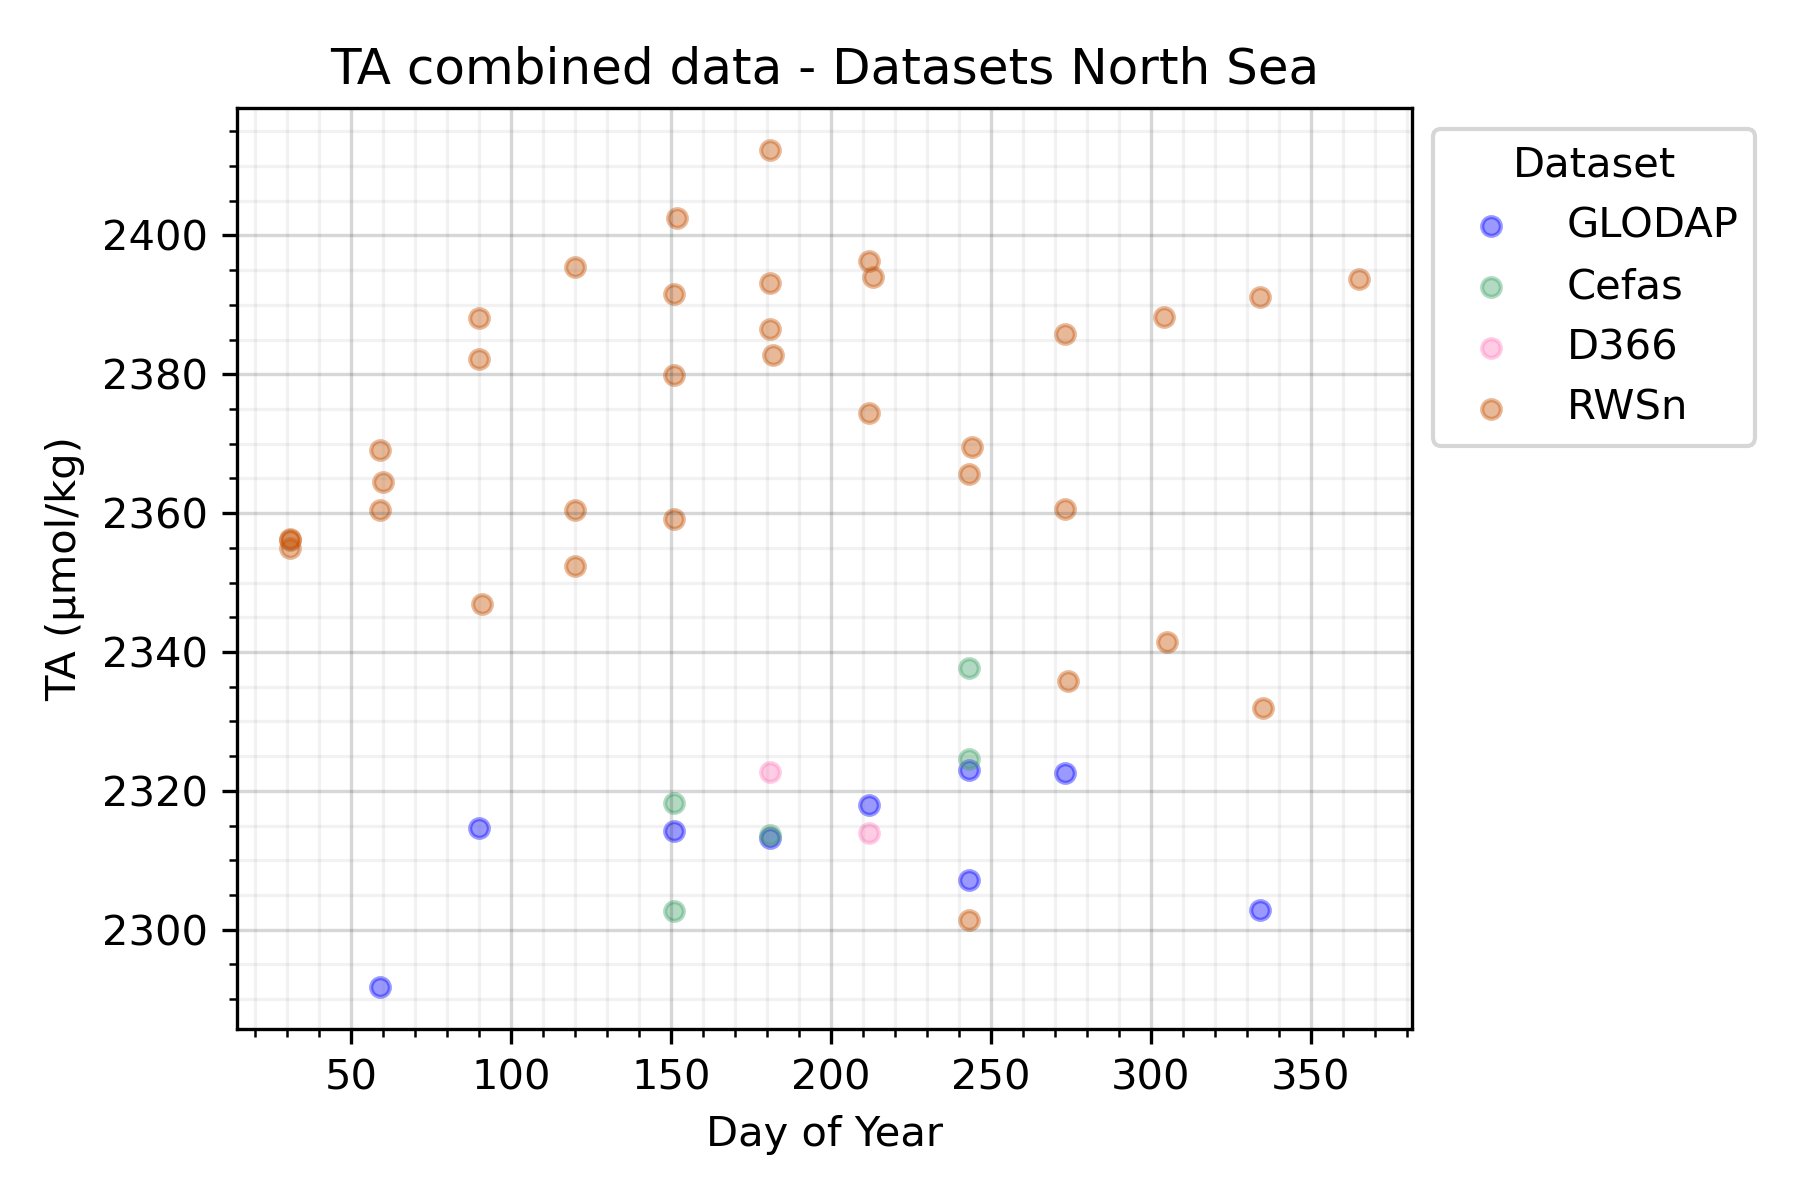 TA combined data - Datasets North Sea
Dataset
GLODAP
Cefas
D366
RWSn
TA (μmol/kg)
2400
2380
2360
2340
2320
2300
50 100 150 200 250 300 350
Day of Year